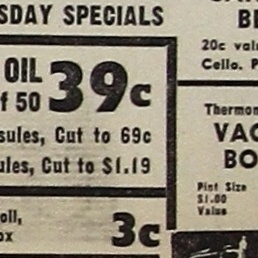 SDAY SPECIALS
OIL 39c
f 50
sules, Cut to 69c
ules, Cut to $1.19
oll,
ox 3c
20c val
Cello. P
Thermo
VAC
BO
Pint Size
$1.00
Value